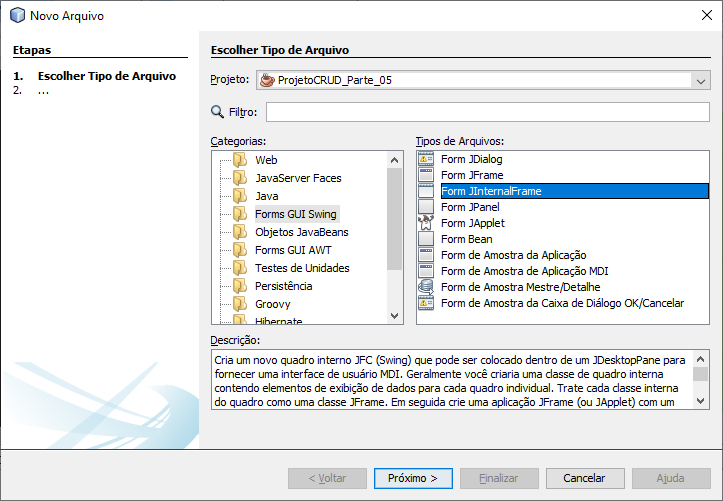 Novo Arquivo
Etapas
1. Escolher Tipo de Arquivo
2. ...
Escolher Tipo de Arquivo
Projeto: ProjetoCRUD_Parte_05
Filtro:
Categorias:
Web
JavaServer Faces
Java
Forms GUI Swing
Objetos JavaBeans
Forms GUI AWT
Testes de Unidades
Persistência
Groovy
Hibernate
Tipos de Arquivos:
Form JDialog
Form JFrame
Form JInternalFrame
Form JPanel
Form JApplet
Form Bean
Form de Amostra da Aplicação
Form de Amostra de Aplicação MDI
Form de Amostra Mestre/Detalhe
Form de Amostra da Caixa de Diálogo OK/Cancelar
Descrição:
Cria um novo quadro interno JFC (Swing) que pode ser colocado dentro de um JDesktopPane para
fornecer uma interface de usuário MDI. Geralmente você criaria uma classe de quadro interna
contendo elementos de exibição de dados para cada quadro individual. Trate cada classe interna
do quadro como uma classe JFrame. Em seguida crie uma aplicação JFrame (ou JApplet) com um
< Voltar
Próximo >
Finalizar
Cancelar
Ajuda